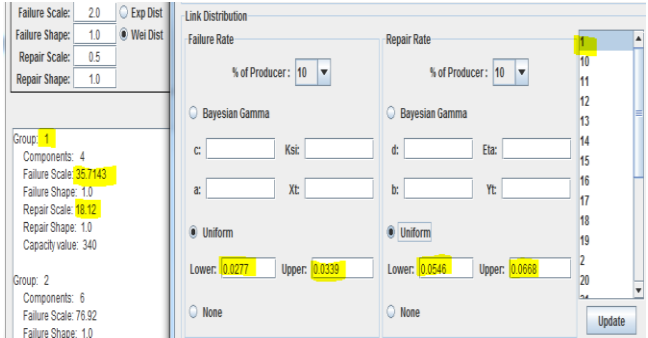 Failure Scale: 2.0 Exp Dist
Failure Shape: 1.0 Wei Dist
Repair Scale: 0.5
Repair Shape: 1.0
Group: 1
Components: 4
Failure Scale: 35.7143
Failure Shape: 1.0
Repair Scale: 18.12
Repair Shape: 1.0
Capacity value: 340
Group: 2
Components: 6
Failure Scale: 76.92
Failure Shape: 1.0
Link Distribution
Failure Rate
% of Producer: 10
Bayesian Gamma
c: Ksi:
a: Xt:
Uniform
Lower: 0.0277 Upper: 0.0339
None
Repair Rate
% of Producer: 10
Bayesian Gamma
d: Eta:
b: Yt:
Uniform
Lower: 0.0546 Upper: 0.0668
None
1
10
11
12
13
14
15
16
17
18
19
2
20
Update